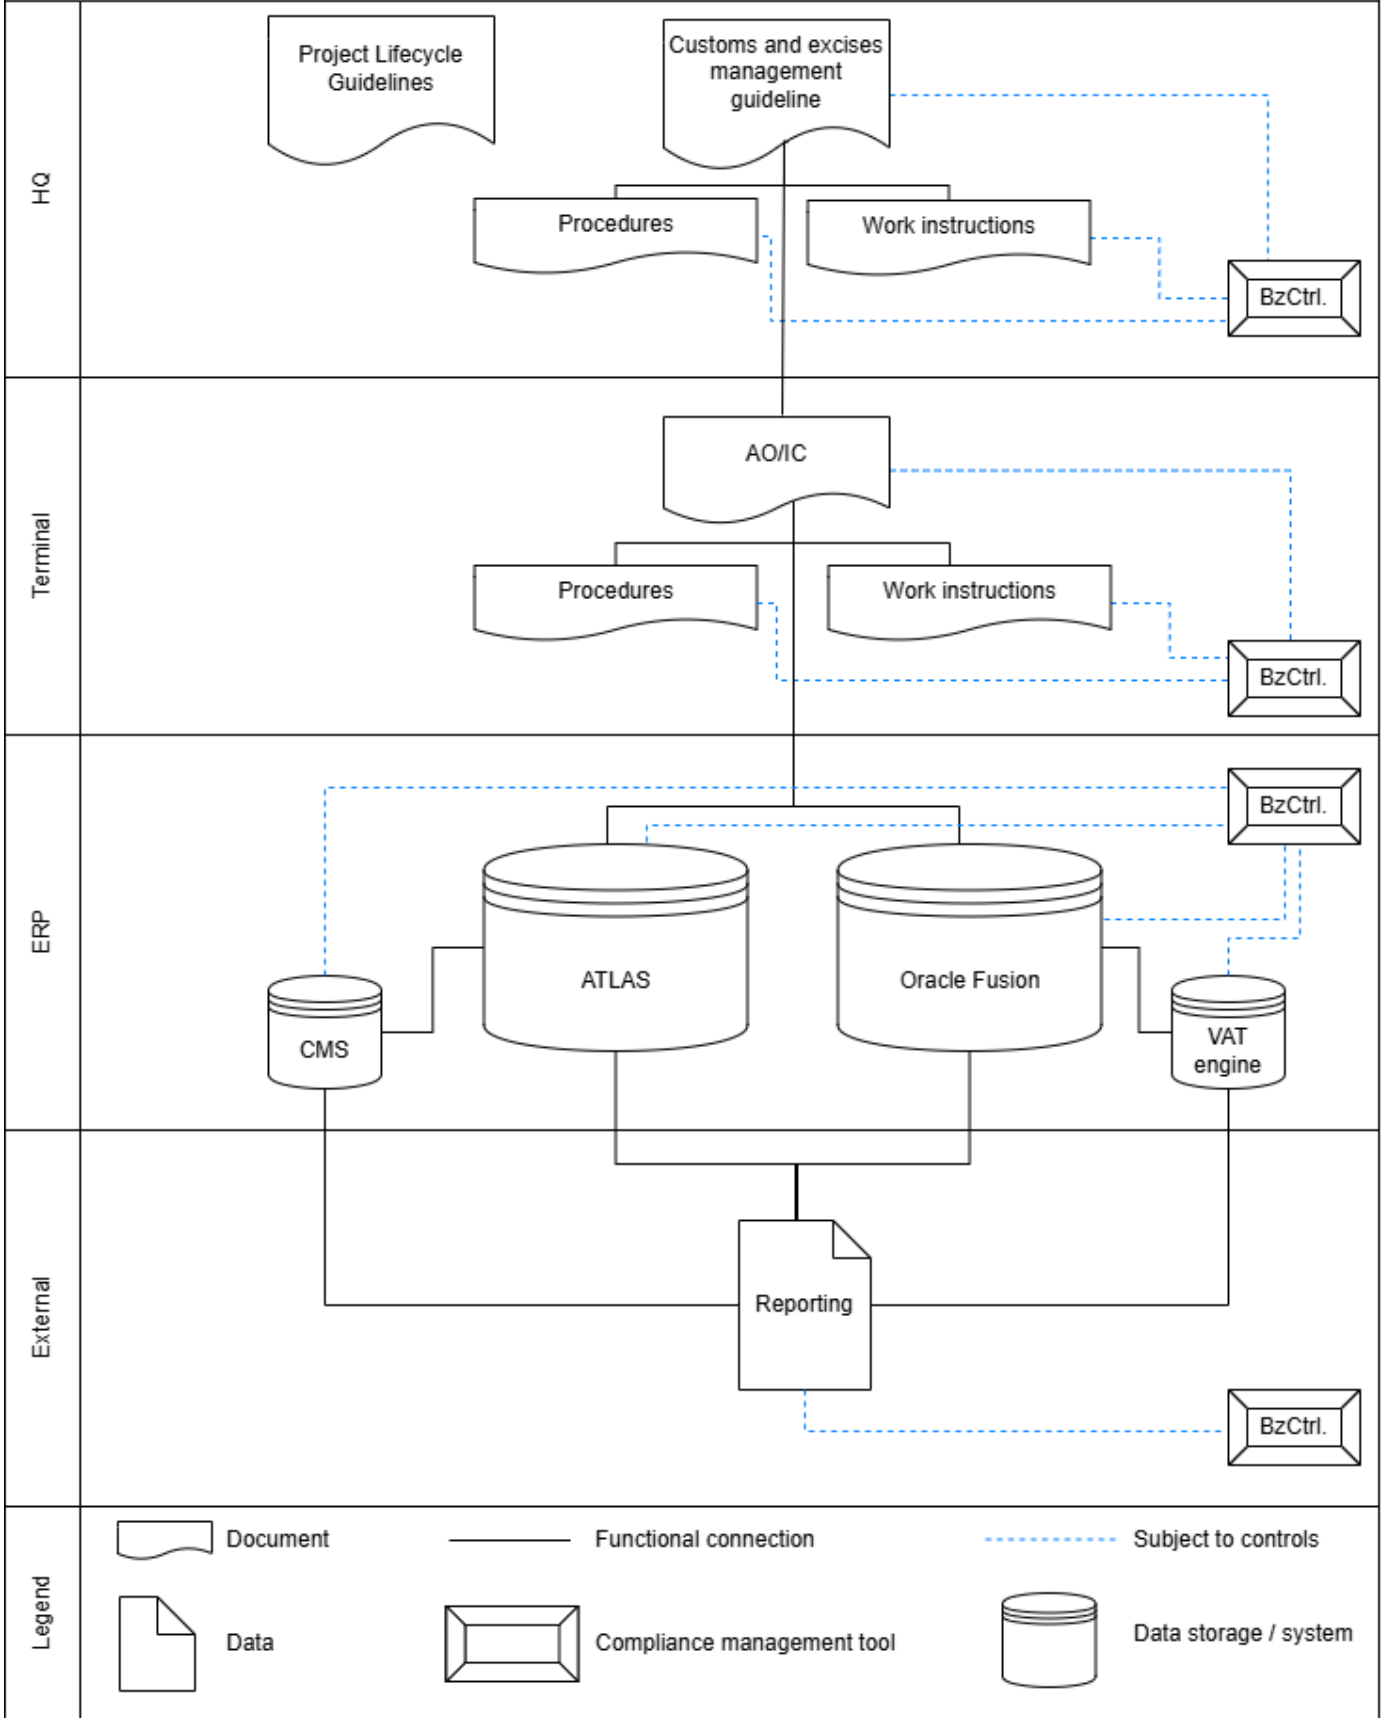 HQ
Project Lifecycle
Guidelines
Customs and excises
management
guideline
Procedures
Work instructions
BzCtrl.
Terminal
AO/IC
Procedures
Work instructions
BzCtrl.
ERP
BzCtrl.
ATLAS
Oracle Fusion
CMS
VAT
engine
External
Reporting
BzCtrl.
Legend
Document
Functional connection
Subject to controls
Data
Compliance management tool
Data storage / system